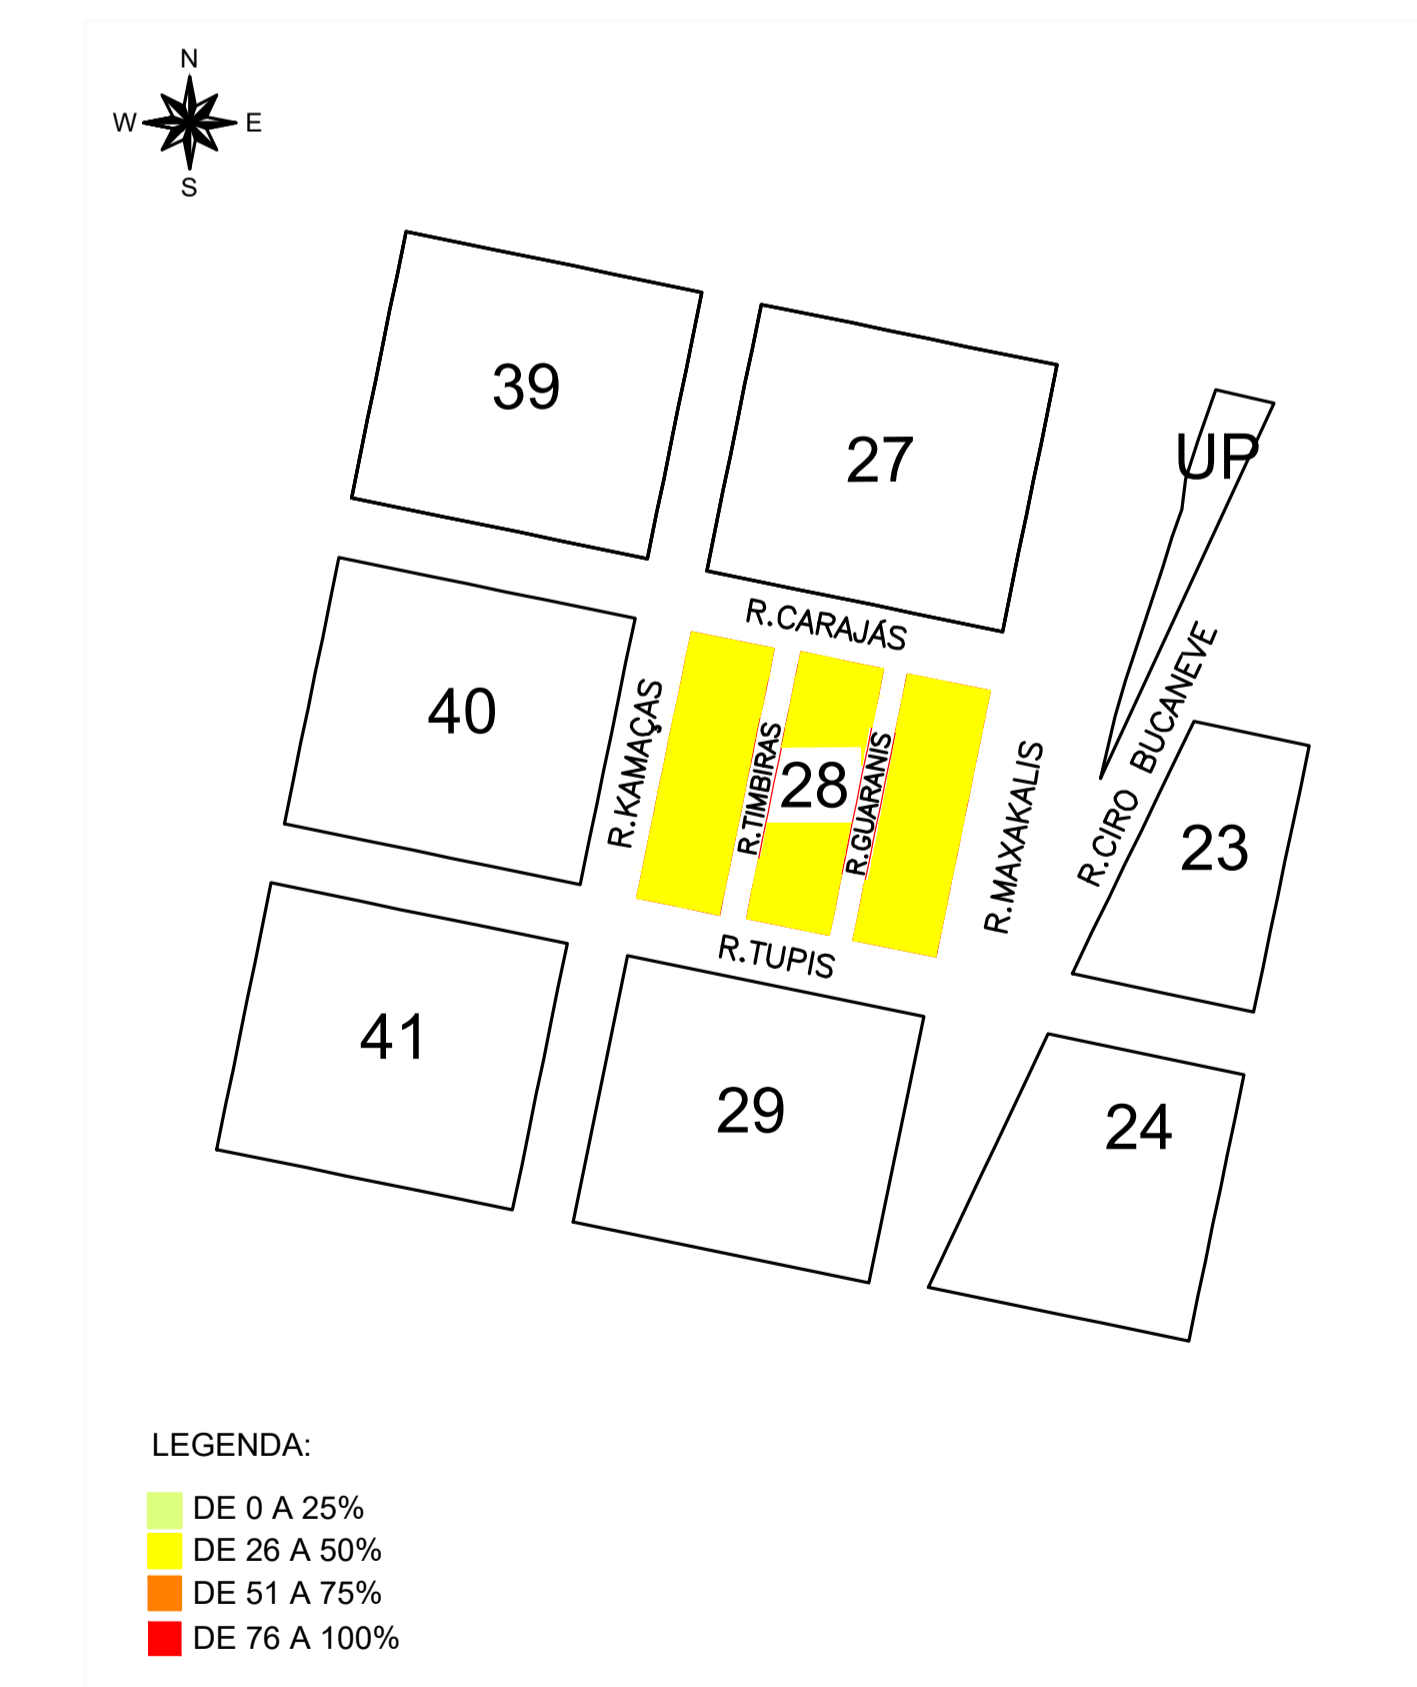 N
W E
S
39
27
UP
R.CARAJÁS
40
R.KAMAÇAS
R.TIMBIRAS
28
R.GUARANIS
R.MAXAKALIS
R.CIRO BUCANEVE
23
R.TUPIS
41
29
24
LEGENDA:
DE 0 A 25%
DE 26 A 50%
DE 51 A 75%
DE 76 A 100%